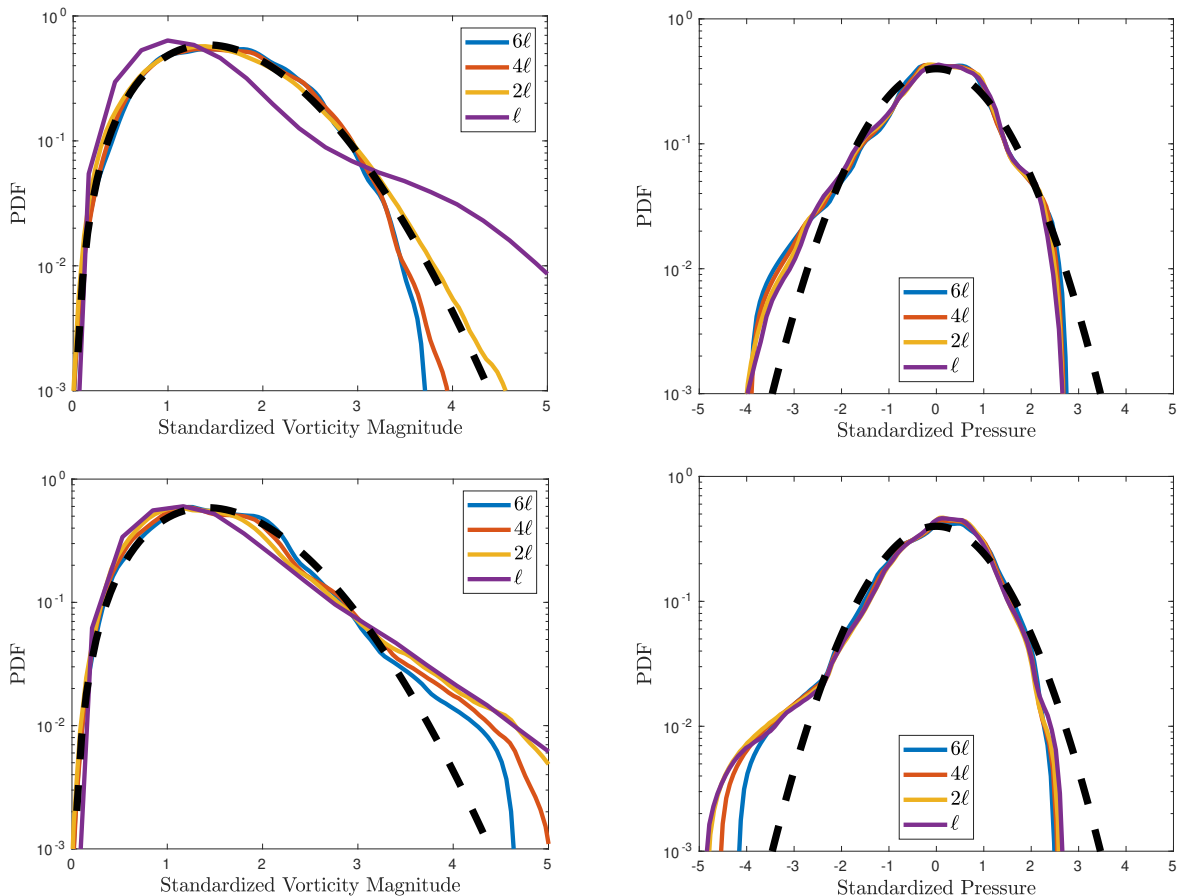 10^0
10^-1
10^-2
10^-3
PDF
0 1 2 3 4 5
Standardized Vorticity Magnitude
6ℓ
4ℓ
2ℓ
ℓ
10^0
10^-1
10^-2
10^-3
PDF
-5 -4 -3 -2 -1 0 1 2 3 4 5
Standardized Pressure
6ℓ
4ℓ
2ℓ
ℓ
10^0
10^-1
10^-2
10^-3
PDF
0 1 2 3 4 5
Standardized Vorticity Magnitude
6ℓ
4ℓ
2ℓ
ℓ
10^0
10^-1
10^-2
10^-3
PDF
-5 -4 -3 -2 -1 0 1 2 3 4 5
Standardized Pressure
6ℓ
4ℓ
2ℓ
ℓ